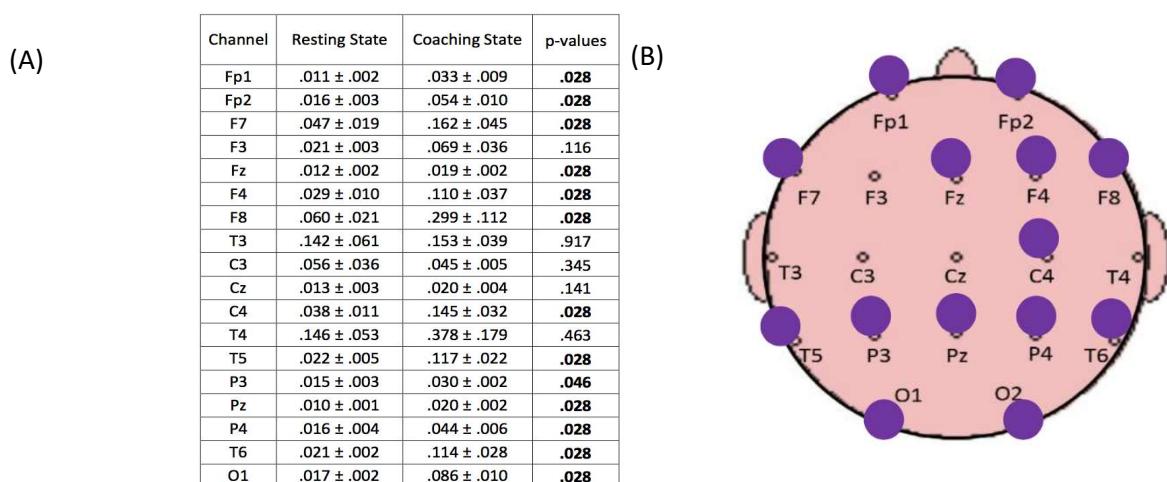 (A)
Channel Resting State Coaching State p-values
Fp1 .011 ± .002 .033 ± .009 .028
Fp2 .016 ± .003 .054 ± .010 .028
F7 .047 ± .019 .162 ± .045 .028
F3 .021 ± .003 .069 ± .036 .116
Fz .012 ± .002 .019 ± .002 .028
F4 .029 ± .010 .110 ± .037 .028
F8 .060 ± .021 .299 ± .112 .028
T3 .142 ± .061 .153 ± .039 .917
C3 .056 ± .036 .045 ± .005 .345
Cz .013 ± .003 .020 ± .004 .141
C4 .038 ± .011 .145 ± .032 .028
T4 .146 ± .053 .378 ± .179 .463
T5 .022 ± .005 .117 ± .022 .028
P3 .015 ± .003 .030 ± .002 .046
Pz .010 ± .001 .020 ± .002 .028
P4 .016 ± .004 .044 ± .006 .028
T6 .021 ± .002 .114 ± .028 .028
O1 .017 ± .002 .086 ± .010 .028
(B)
Fp1 Fp2
F7 F3 Fz F4 F8
T3 C3 Cz C4 T4
T5 P3 Pz P4 T6
O1 O2